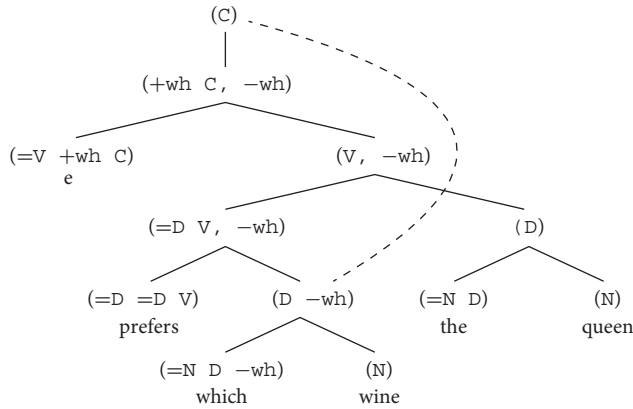 (C)
(+wh C, -wh)
(=V +wh C) (V, -wh)
e
(=D V, -wh) (D)
(=D =D V) (D -wh) (=N D) (N)
prefers the queen
(=N D -wh) (N)
which wine